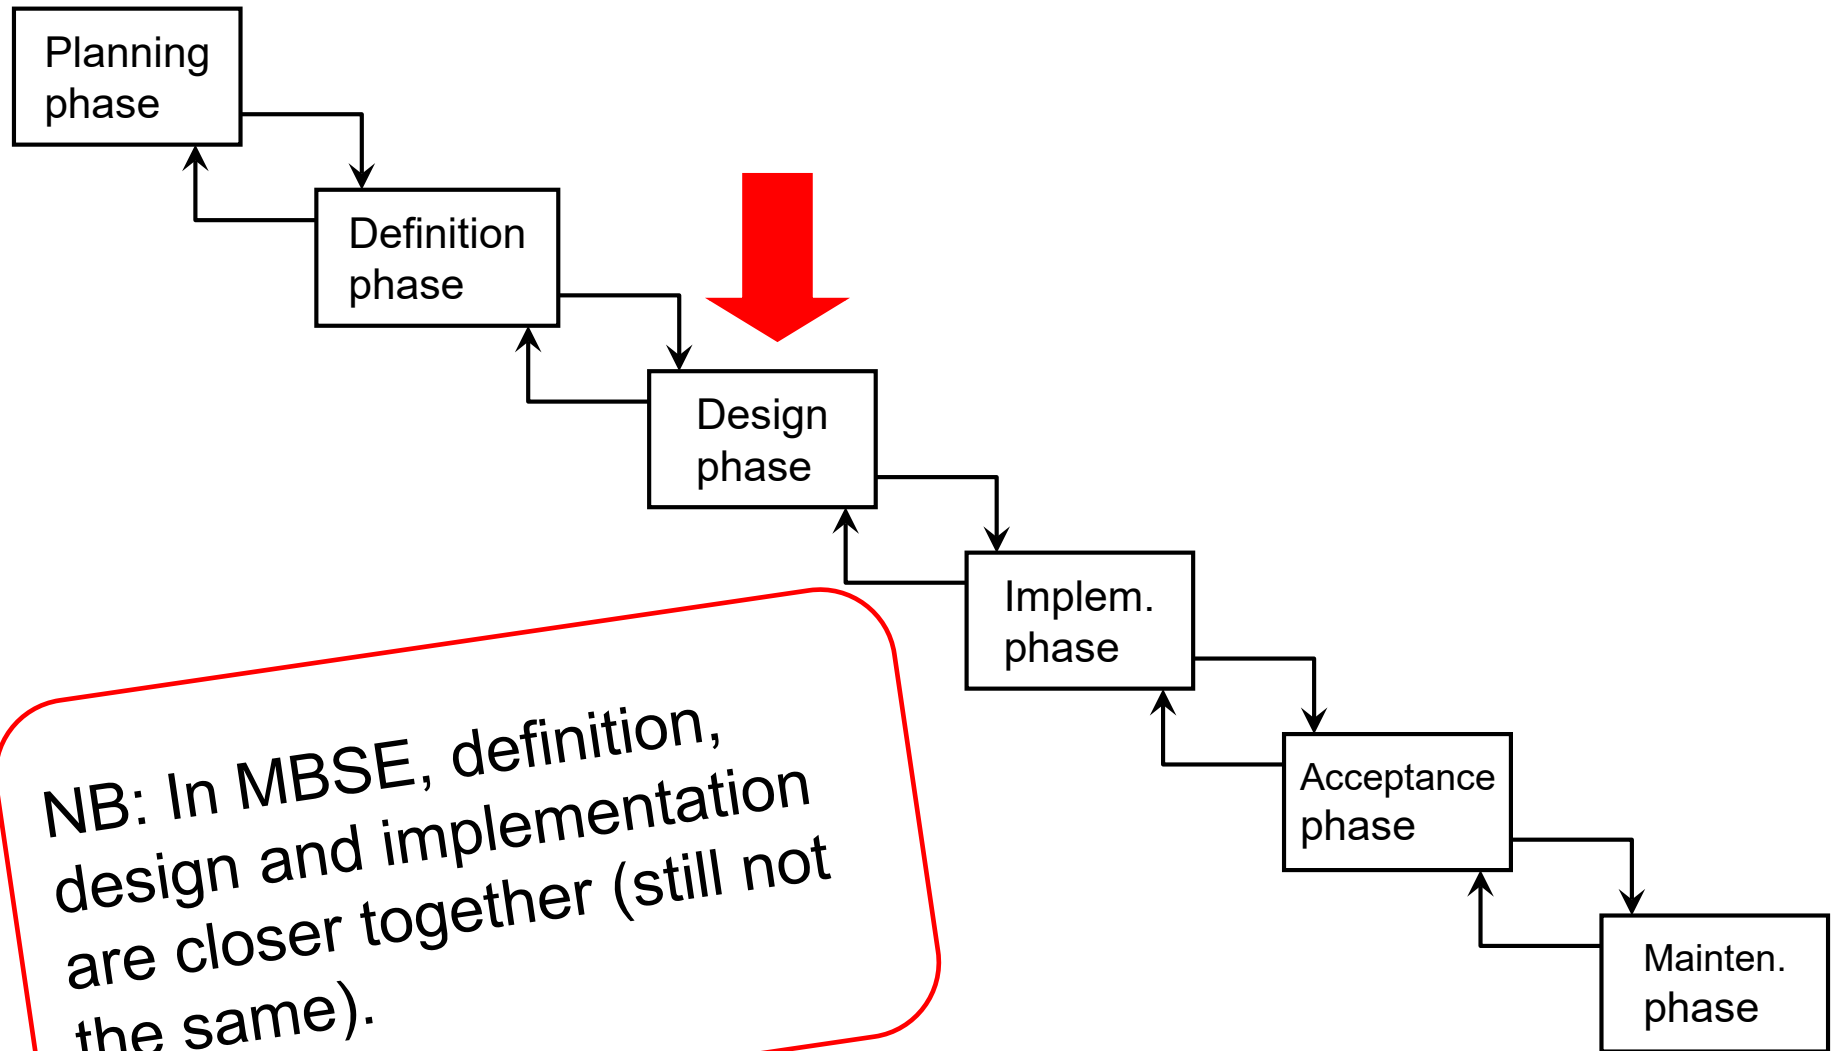 Planning
phase
Definition
phase
Design
phase
Implem.
phase
Acceptance
phase
Mainten.
phase
NB: In MBSE, definition,
design and implementation
are closer together (still not
the same).